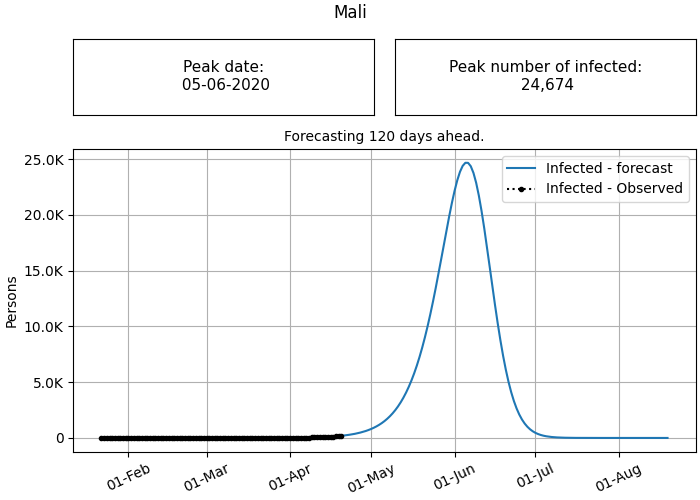 Mali
Peak date:
05-06-2020
Peak number of infected:
24,674
Forecasting 120 days ahead.
Infected - forecast
Infected - Observed
Persons
25.0K
20.0K
15.0K
10.0K
5.0K
0
01-Feb
01-Mar
01-Apr
01-May
01-Jun
01-Jul
01-Aug